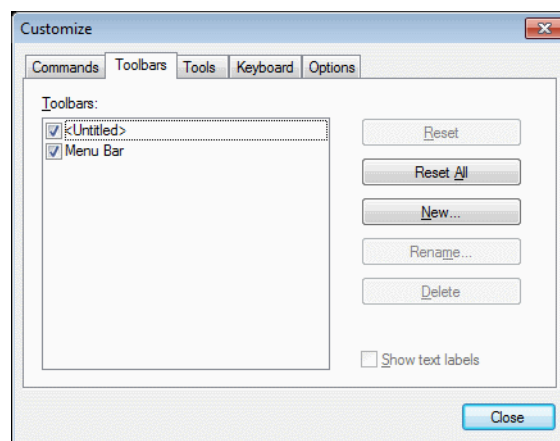 Customize
Commands Toolbars Tools Keyboard Options
Toolbars:
<Untitled>
Menu Bar
Reset
Reset All
New...
Rename...
Delete
Show text labels
Close